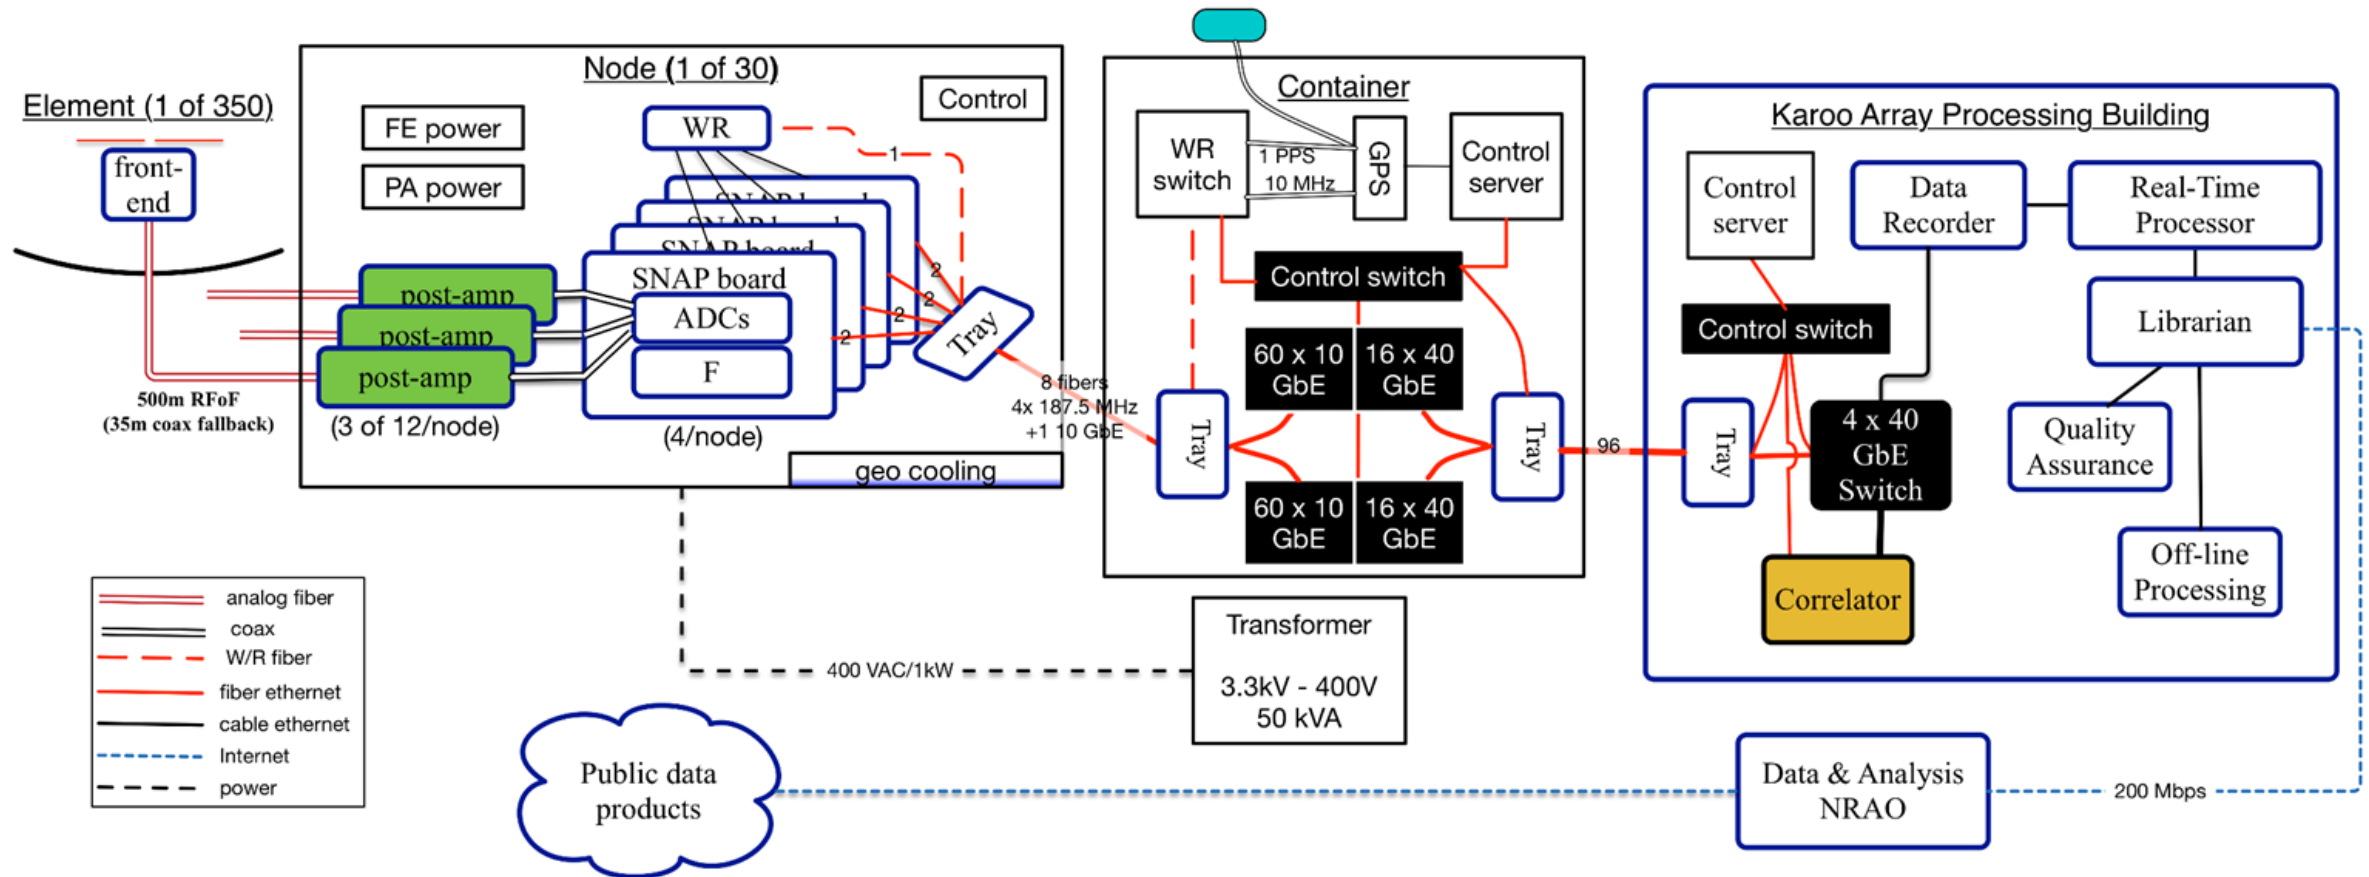 Element (1 of 350)
front-
end
500m RFoF
(35m coax fallback)
Node (1 of 30)
FE power
PA power
WR
Control
1
SNAP board
SNAP board
SNAP board
SNAP board
ADCs
F
post-amp
post-amp
post-amp
(3 of 12/node)
(4/node)
2
2
2
2
Tray
geo cooling
8 fibers
4x 187.5 MHz
+1 10 GbE
Container
WR
switch
1 PPS
10 MHz
GPS
Control
server
Control switch
60 x 10
GbE
16 x 40
GbE
60 x 10
GbE
16 x 40
GbE
Tray
Tray
96
Karoo Array Processing Building
Control
server
Data
Recorder
Real-Time
Processor
Control switch
Librarian
Tray
4 x 40
GbE
Switch
Quality
Assurance
Correlator
Off-line
Processing
analog fiber
coax
W/R fiber
fiber ethernet
cable ethernet
Internet
power
400 VAC/1kW
Transformer
3.3kV - 400V
50 kVA
Public data
products
Data & Analysis
NRAO
200 Mbps